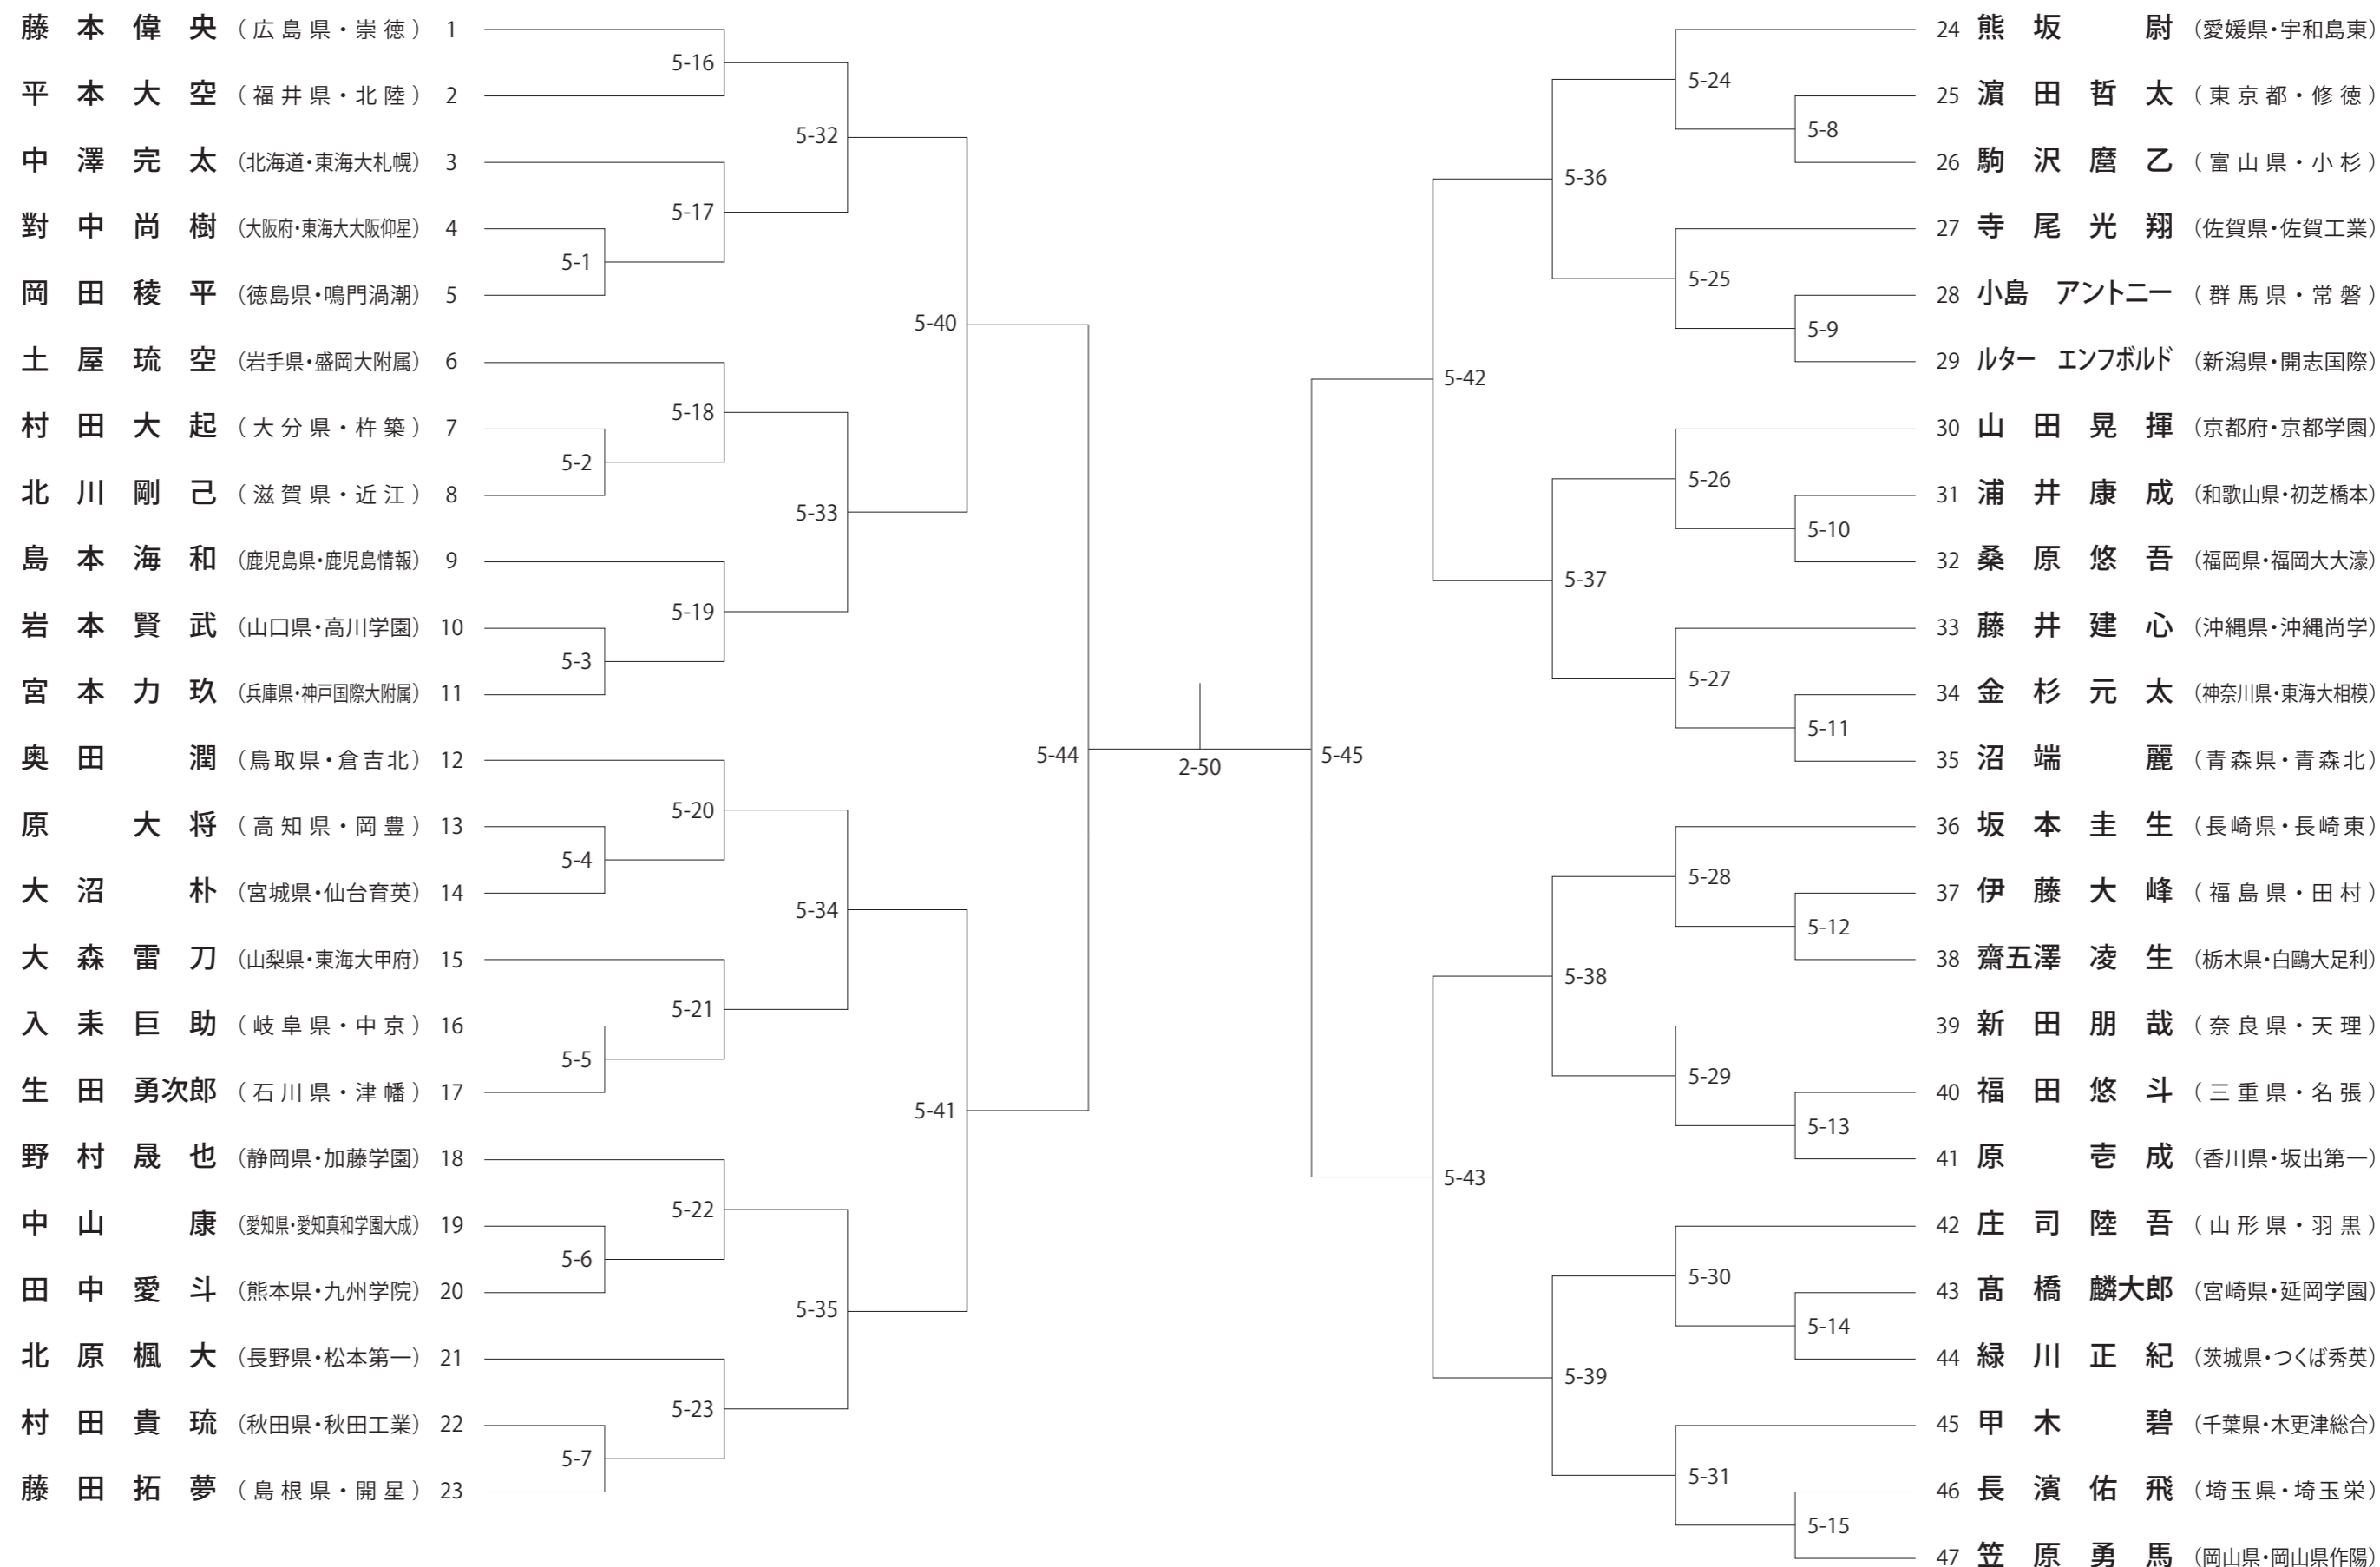 藤本偉央 (広島県・崇徳) 1
平本大空 (福井県・北陸) 2
中澤完太 (北海道・東海大札幌) 3
對中尚樹 (大阪府・東海大大阪仰星) 4
岡田稜平 (徳島県・鳴門渦潮) 5
土屋琉空 (岩手県・盛岡大附属) 6
村田大起 (大分県・杵築) 7
北川剛己 (滋賀県・近江) 8
島本海和 (鹿児島県・鹿児島情報) 9
岩本賢武 (山口県・高川学園) 10
宮本力玖 (兵庫県・神戸国際大附属) 11
奥田潤 (鳥取県・倉吉北) 12
原大将 (高知県・岡豊) 13
大沼朴 (宮城県・仙台育英) 14
大森雷刀 (山梨県・東海大甲府) 15
入耒巨助 (岐阜県・中京) 16
生田勇次郎 (石川県・津幡) 17
野村晟也 (静岡県・加藤学園) 18
中山康 (愛知県・愛知真和学園大成) 19
田中愛斗 (熊本県・九州学院) 20
北原楓大 (長野県・松本第一) 21
村田貴琉 (秋田県・秋田工業) 22
藤田拓夢 (島根県・開星) 23
5-1
5-2
5-3
5-4
5-5
5-6
5-7
5-16
5-17
5-18
5-19
5-20
5-21
5-22
5-23
5-32
5-33
5-34
5-35
5-40
5-41
5-44
2-50
5-45
5-42
5-43
5-36
5-37
5-38
5-39
5-24
5-25
5-26
5-27
5-28
5-29
5-30
5-31
5-8
5-9
5-10
5-11
5-12
5-13
5-14
5-15
24 熊坂尉 (愛媛県・宇和島東)
25 濵田哲太 (東京都・修徳)
26 駒沢麿乙 (富山県・小杉)
27 寺尾光翔 (佐賀県・佐賀工業)
28 小島 アントニー (群馬県・常磐)
29 ルター エンフボルド (新潟県・開志国際)
30 山田晃揮 (京都府・京都学園)
31 浦井康成 (和歌山県・初芝橋本)
32 桑原悠吾 (福岡県・福岡大大濠)
33 藤井建心 (沖縄県・沖縄尚学)
34 金杉元太 (神奈川県・東海大相模)
35 沼端麗 (青森県・青森北)
36 坂本圭生 (長崎県・長崎東)
37 伊藤大峰 (福島県・田村)
38 齋五澤凌生 (栃木県・白鷗大足利)
39 新田朋哉 (奈良県・天理)
40 福田悠斗 (三重県・名張)
41 原壱成 (香川県・坂出第一)
42 庄司陸吾 (山形県・羽黒)
43 髙橋麟大郎 (宮崎県・延岡学園)
44 緑川正紀 (茨城県・つくば秀英)
45 甲木碧 (千葉県・木更津総合)
46 長濱佑飛 (埼玉県・埼玉栄)
47 笠原勇馬 (岡山県・岡山県作陽)